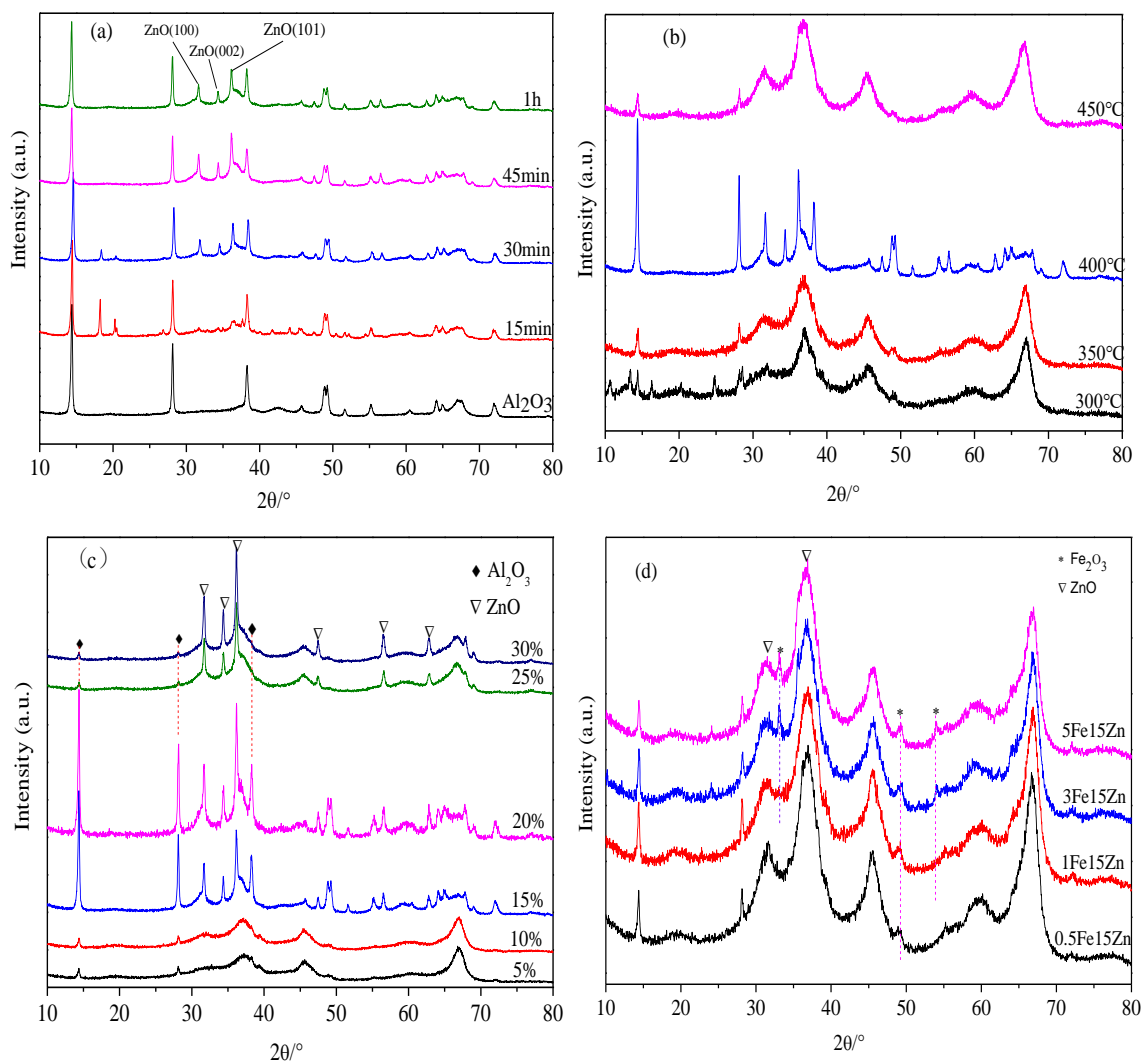 (a)
ZnO(100)
ZnO(002)
ZnO(101)
1h
45min
30min
15min
Al₂O₃
Intensity (a.u.)
10 20 30 40 50 60 70 80
2θ/°
(b)
450℃
400℃
350℃
300℃
Intensity (a.u.)
10 20 30 40 50 60 70 80
2θ/°
(c)
♦ Al₂O₃
▽ ZnO
30%
25%
20%
15%
10%
5%
Intensity (a.u.)
10 20 30 40 50 60 70 80
2θ/°
(d)
* Fe₂O₃
▽ ZnO
5Fe15Zn
3Fe15Zn
1Fe15Zn
0.5Fe15Zn
Intensity (a.u.)
10 20 30 40 50 60 70 80
2θ/°